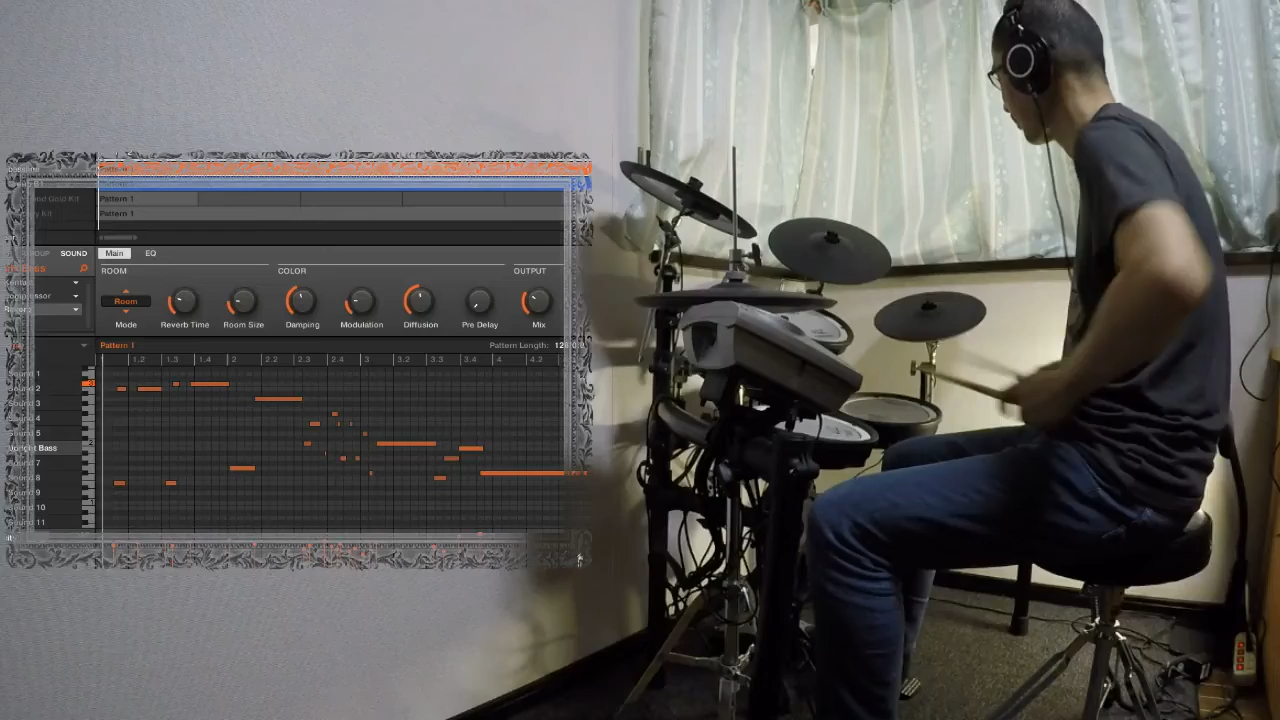 Pattern 1
Pattern 1
Pattern 1
SOUND Main EQ
ROOM COLOR OUTPUT
Room
Mode Reverb Time Room Size Damping Modulation Diffusion Pre Delay Mix
Pattern 1 Pattern Length:
1.2 1.3 1.4 2 2.2 2.3 2.4 3 3.2 3.3 3.4 4 4.2
Sound 1
Sound 2
Sound 3
Sound 4
Sound 5
Bass
Sound 7
Sound 8
Sound 9
Sound 10
Sound 11